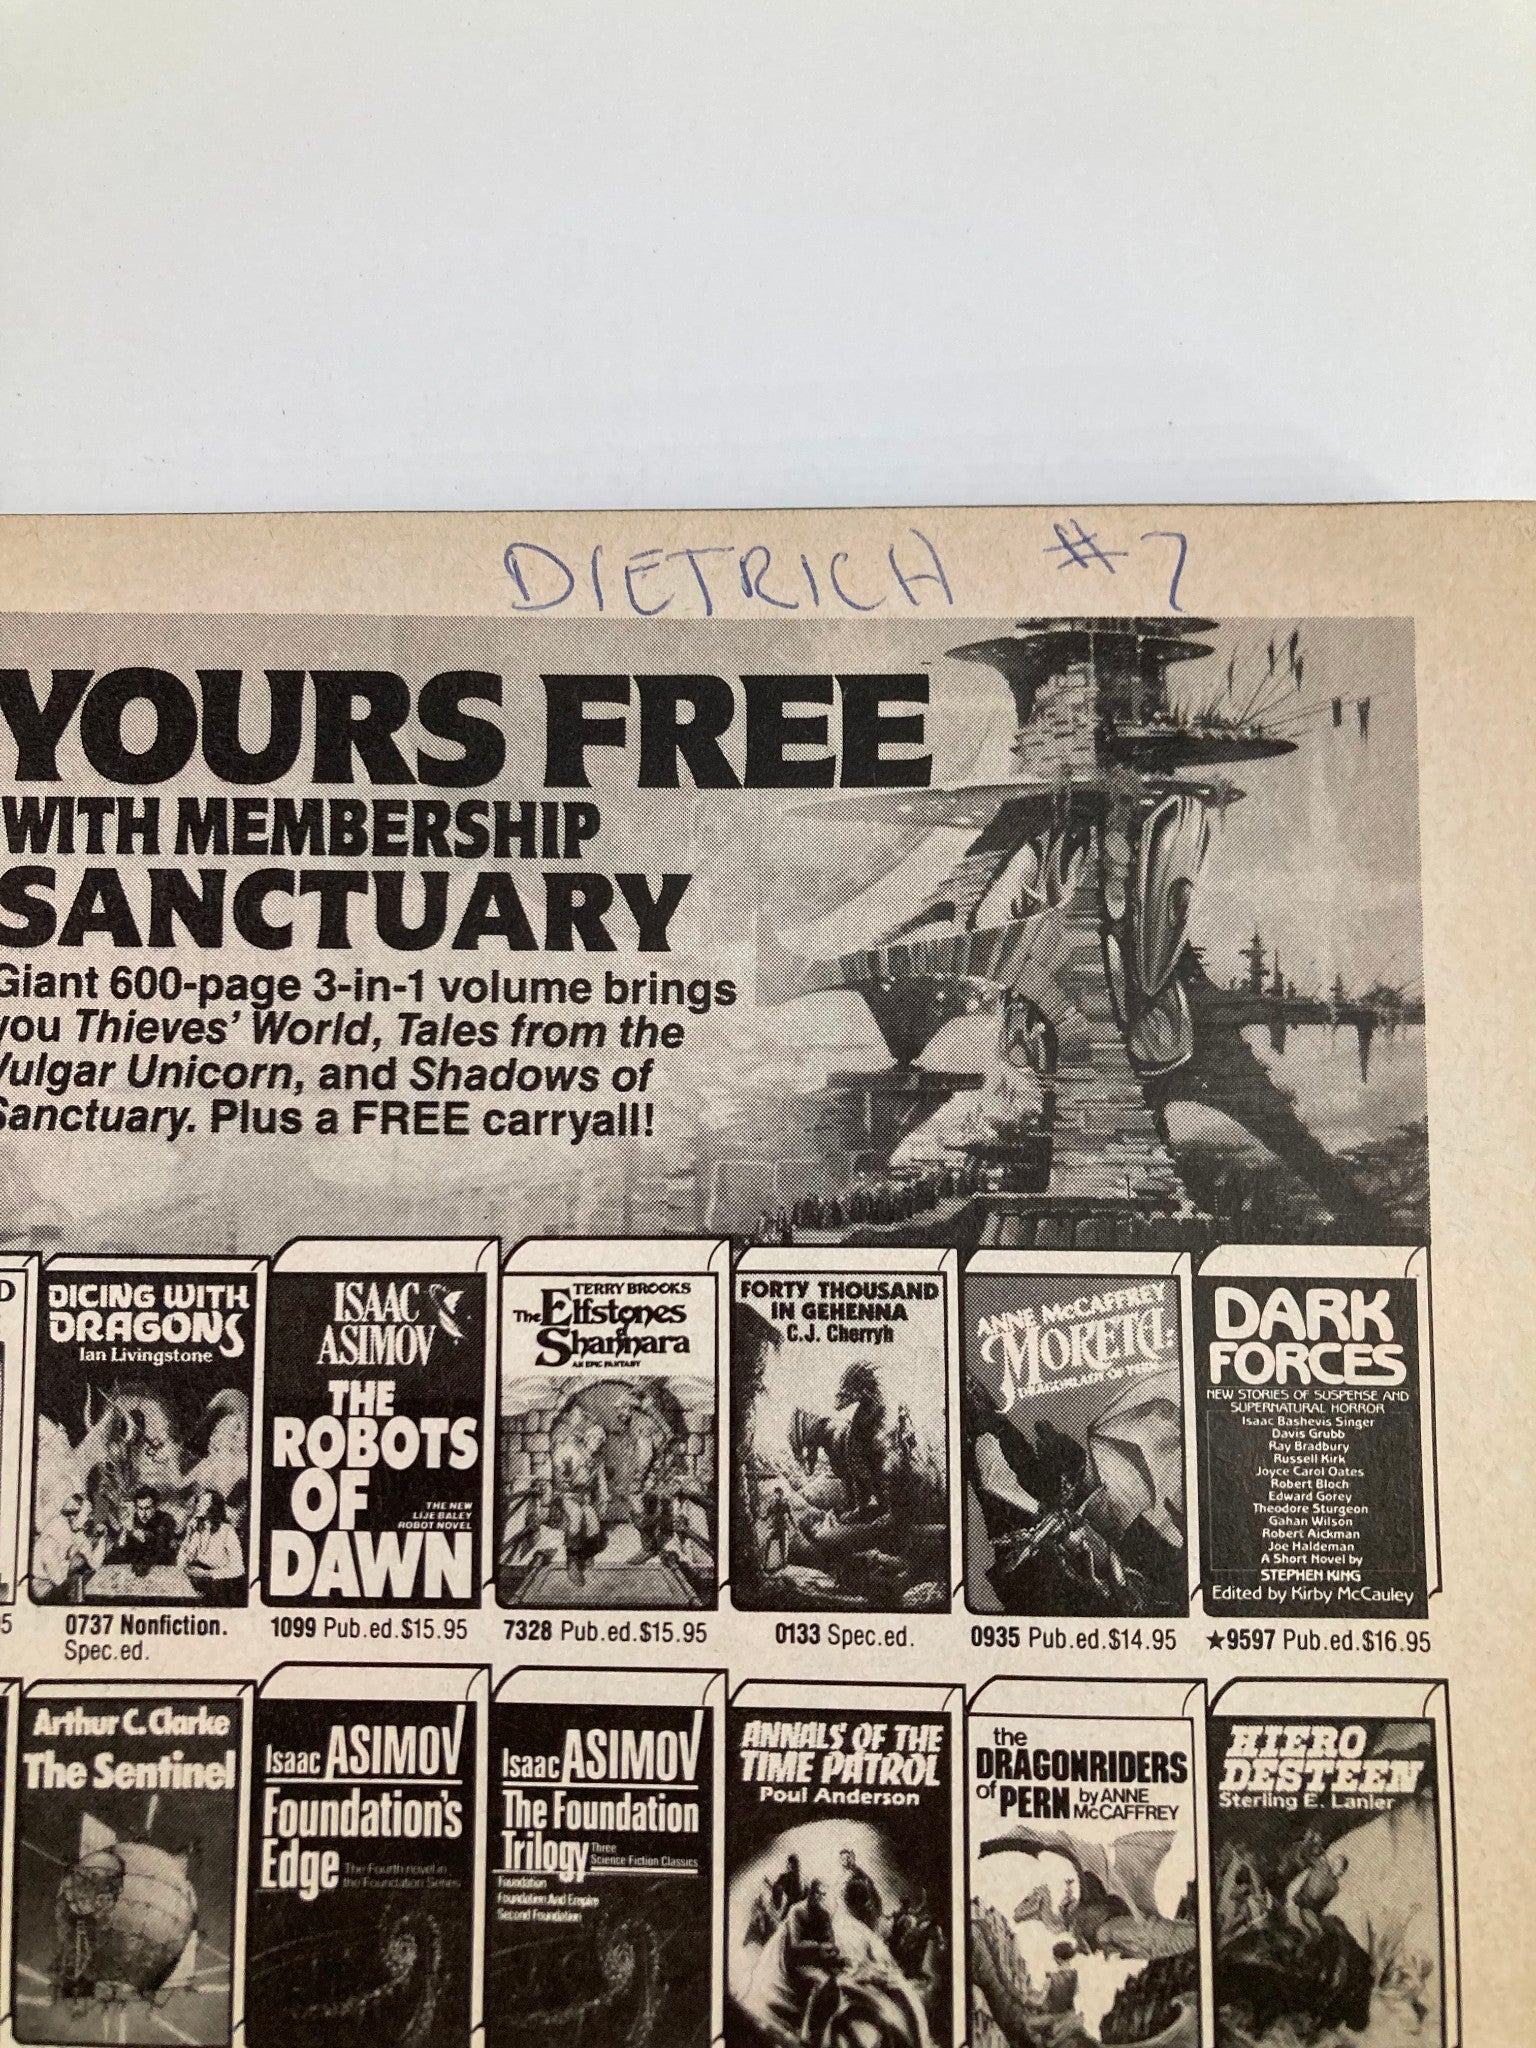 DIETRICH #7
YOURS FREE
WITH MEMBERSHIP
SANCTUARY
Giant 600-page 3-in-1 volume brings
you Thieves' World, Tales from the
Vulgar Unicorn, and Shadows of
Sanctuary. Plus a FREE carryall!
DICING WITH
DRAGONS
Ian Livingstone
0737 Nonfiction.
Spec.ed.
ISAAC
ASIMOV
THE
ROBOTS
OF
DAWN
THE NEW
LIJE BALEY
ROBOT NOVEL
1099 Pub.ed.$15.95
TERRY BROOKS
The Elfstones
of Shannara
AN EPIC FANTASY
7328 Pub.ed.$15.95
FORTY THOUSAND
IN GEHENNA
C.J. Cherryh
0133 Spec.ed.
ANNE McCAFFREY
MORETA:
DRAGONLADY OF PERN
0935 Pub.ed.$14.95
DARK
FORCES
NEW STORIES OF SUSPENSE AND
SUPERNATURAL HORROR
Isaac Bashevis Singer
Davis Grubb
Ray Bradbury
Russell Kirk
Joyce Carol Oates
Robert Bloch
Edward Gorey
Theodore Sturgeon
Gahan Wilson
Robert Aickman
Joe Haldeman
A Short Novel by
STEPHEN KING
Edited by Kirby McCauley
★9597 Pub.ed.$16.95
Arthur C. Clarke
The Sentinel
Isaac ASIMOV
Foundation's
Edge
The Fourth novel in
the Foundation Series
Isaac ASIMOV
The Foundation
Trilogy
Three
Science Fiction Classics
Foundation
Foundation And Empire
Second Foundation
ANNALS OF THE
TIME PATROL
Poul Anderson
the
DRAGONRIDERS
of PERN by ANNE
McCAFFREY
HIERO
DESTEEN
Sterling E. Lanier